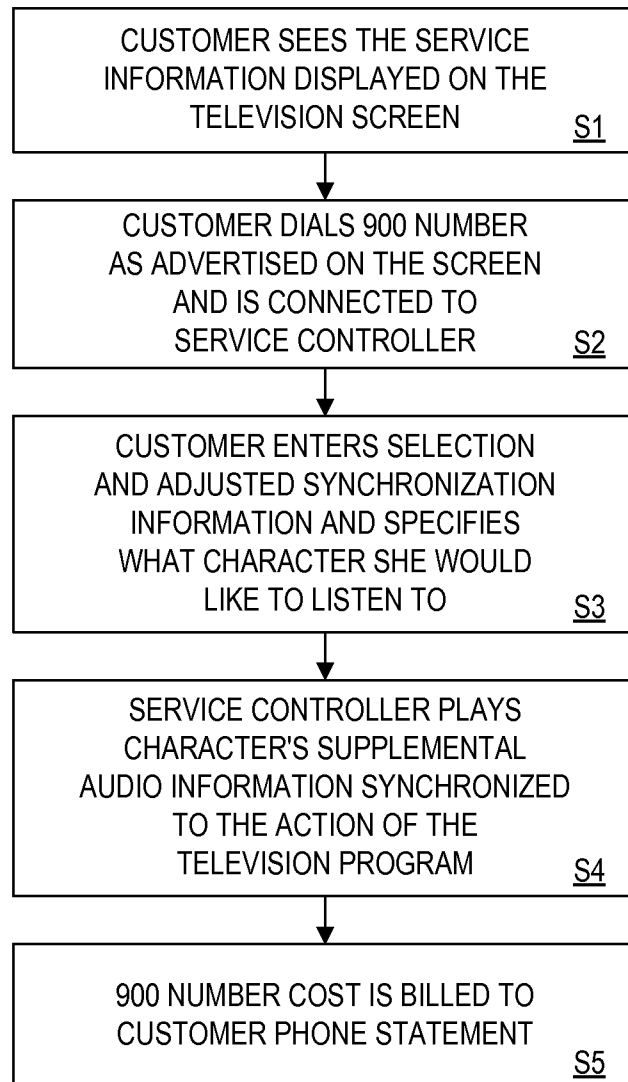 CUSTOMER SEES THE SERVICE
INFORMATION DISPLAYED ON THE
TELEVISION SCREEN
S1
CUSTOMER DIALS 900 NUMBER
AS ADVERTISED ON THE SCREEN
AND IS CONNECTED TO
SERVICE CONTROLLER
S2
CUSTOMER ENTERS SELECTION
AND ADJUSTED SYNCHRONIZATION
INFORMATION AND SPECIFIES
WHAT CHARACTER SHE WOULD
LIKE TO LISTEN TO
S3
SERVICE CONTROLLER PLAYS
CHARACTER'S SUPPLEMENTAL
AUDIO INFORMATION SYNCHRONIZED
TO THE ACTION OF THE
TELEVISION PROGRAM
S4
900 NUMBER COST IS BILLED TO
CUSTOMER PHONE STATEMENT
S5